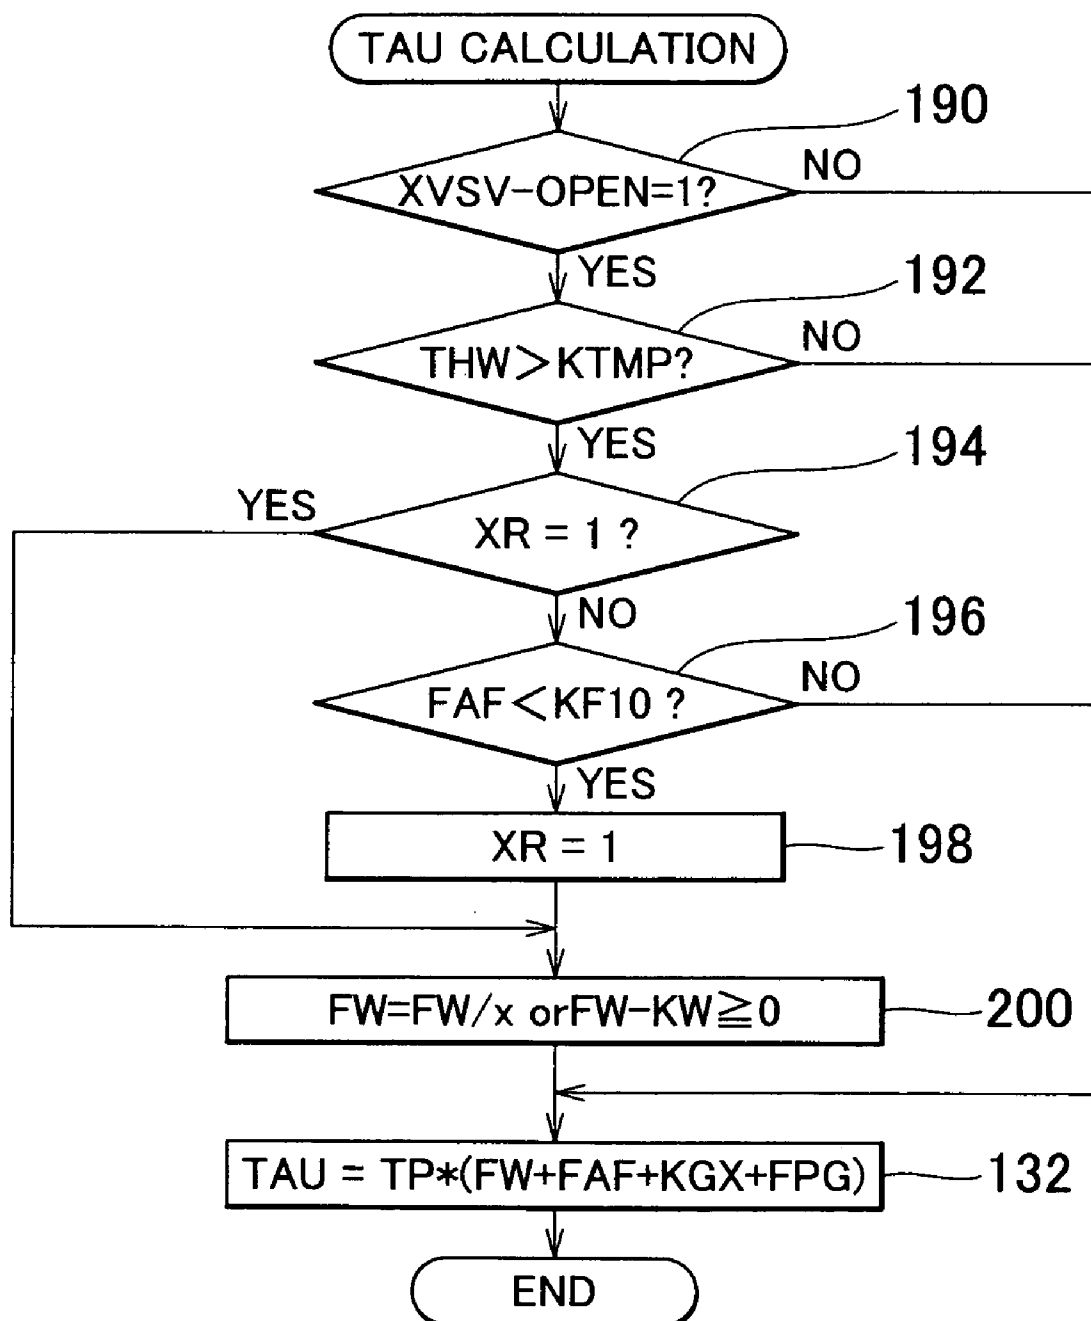 TAU CALCULATION
190
XVSV-OPEN=1?
NO
YES
192
THW>KTMP?
NO
YES
194
YES
XR = 1 ?
NO
196
FAF<KF10 ?
NO
YES
XR = 1
198
FW=FW/x orFW-KW≧0
200
TAU = TP*(FW+FAF+KGX+FPG)
132
END